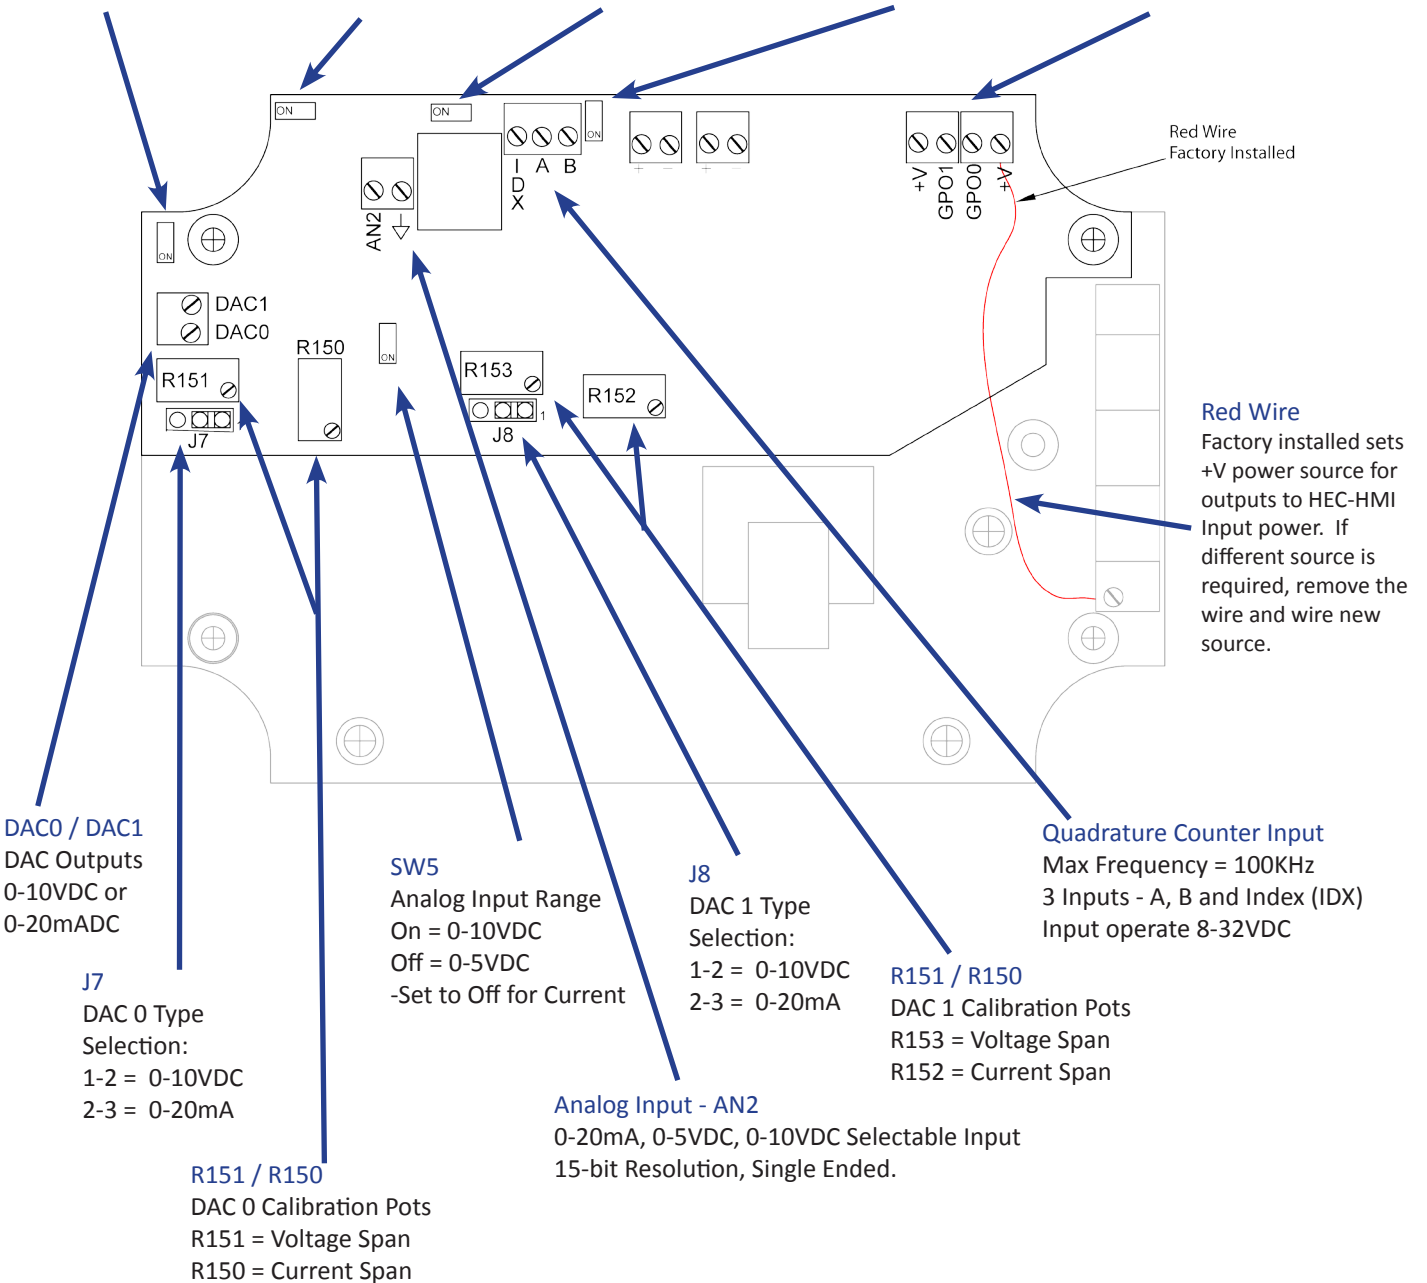 ON
ON
ON
ON
I
D
X
A
B
+
−
+
−
+V
GPO1
GPO0
+V
Red Wire
Factory Installed
AN2
DAC1
DAC0
R150
ON
R151
J7
R153
1
J8
R152
Red Wire
Factory installed sets
+V power source for
outputs to HEC-HMI
Input power. If
different source is
required, remove the
wire and wire new
source.
DAC0 / DAC1
DAC Outputs
0-10VDC or
0-20mADC
J7
DAC 0 Type
Selection:
1-2 = 0-10VDC
2-3 = 0-20mA
R151 / R150
DAC 0 Calibration Pots
R151 = Voltage Span
R150 = Current Span
SW5
Analog Input Range
On = 0-10VDC
Off = 0-5VDC
-Set to Off for Current
Analog Input - AN2
0-20mA, 0-5VDC, 0-10VDC Selectable Input
15-bit Resolution, Single Ended.
J8
DAC 1 Type
Selection:
1-2 = 0-10VDC
2-3 = 0-20mA
R151 / R150
DAC 1 Calibration Pots
R153 = Voltage Span
R152 = Current Span
Quadrature Counter Input
Max Frequency = 100KHz
3 Inputs - A, B and Index (IDX)
Input operate 8-32VDC